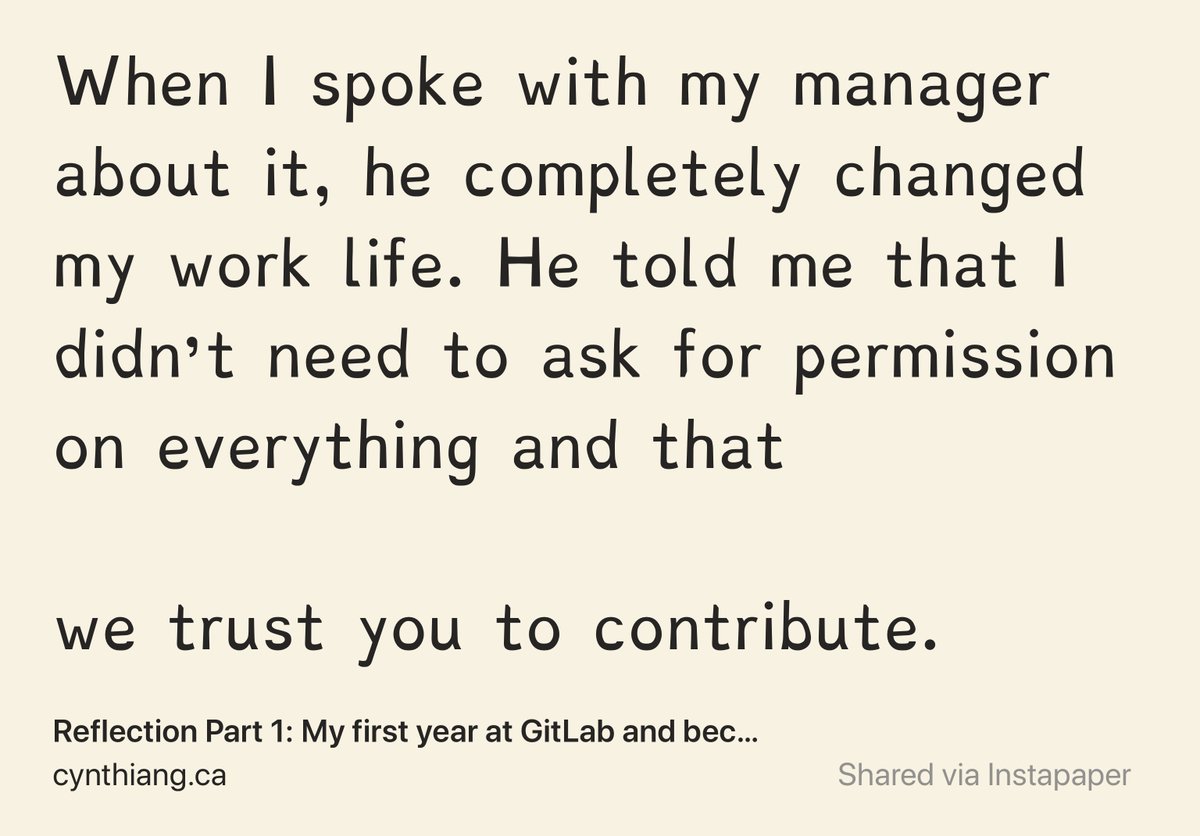 When I spoke with my manager
about it, he completely changed
my work life. He told me that I
didn’t need to ask for permission
on everything and that
we trust you to contribute.
Reflection Part 1: My first year at GitLab and bec...
cynthiang.ca
Shared via Instapaper